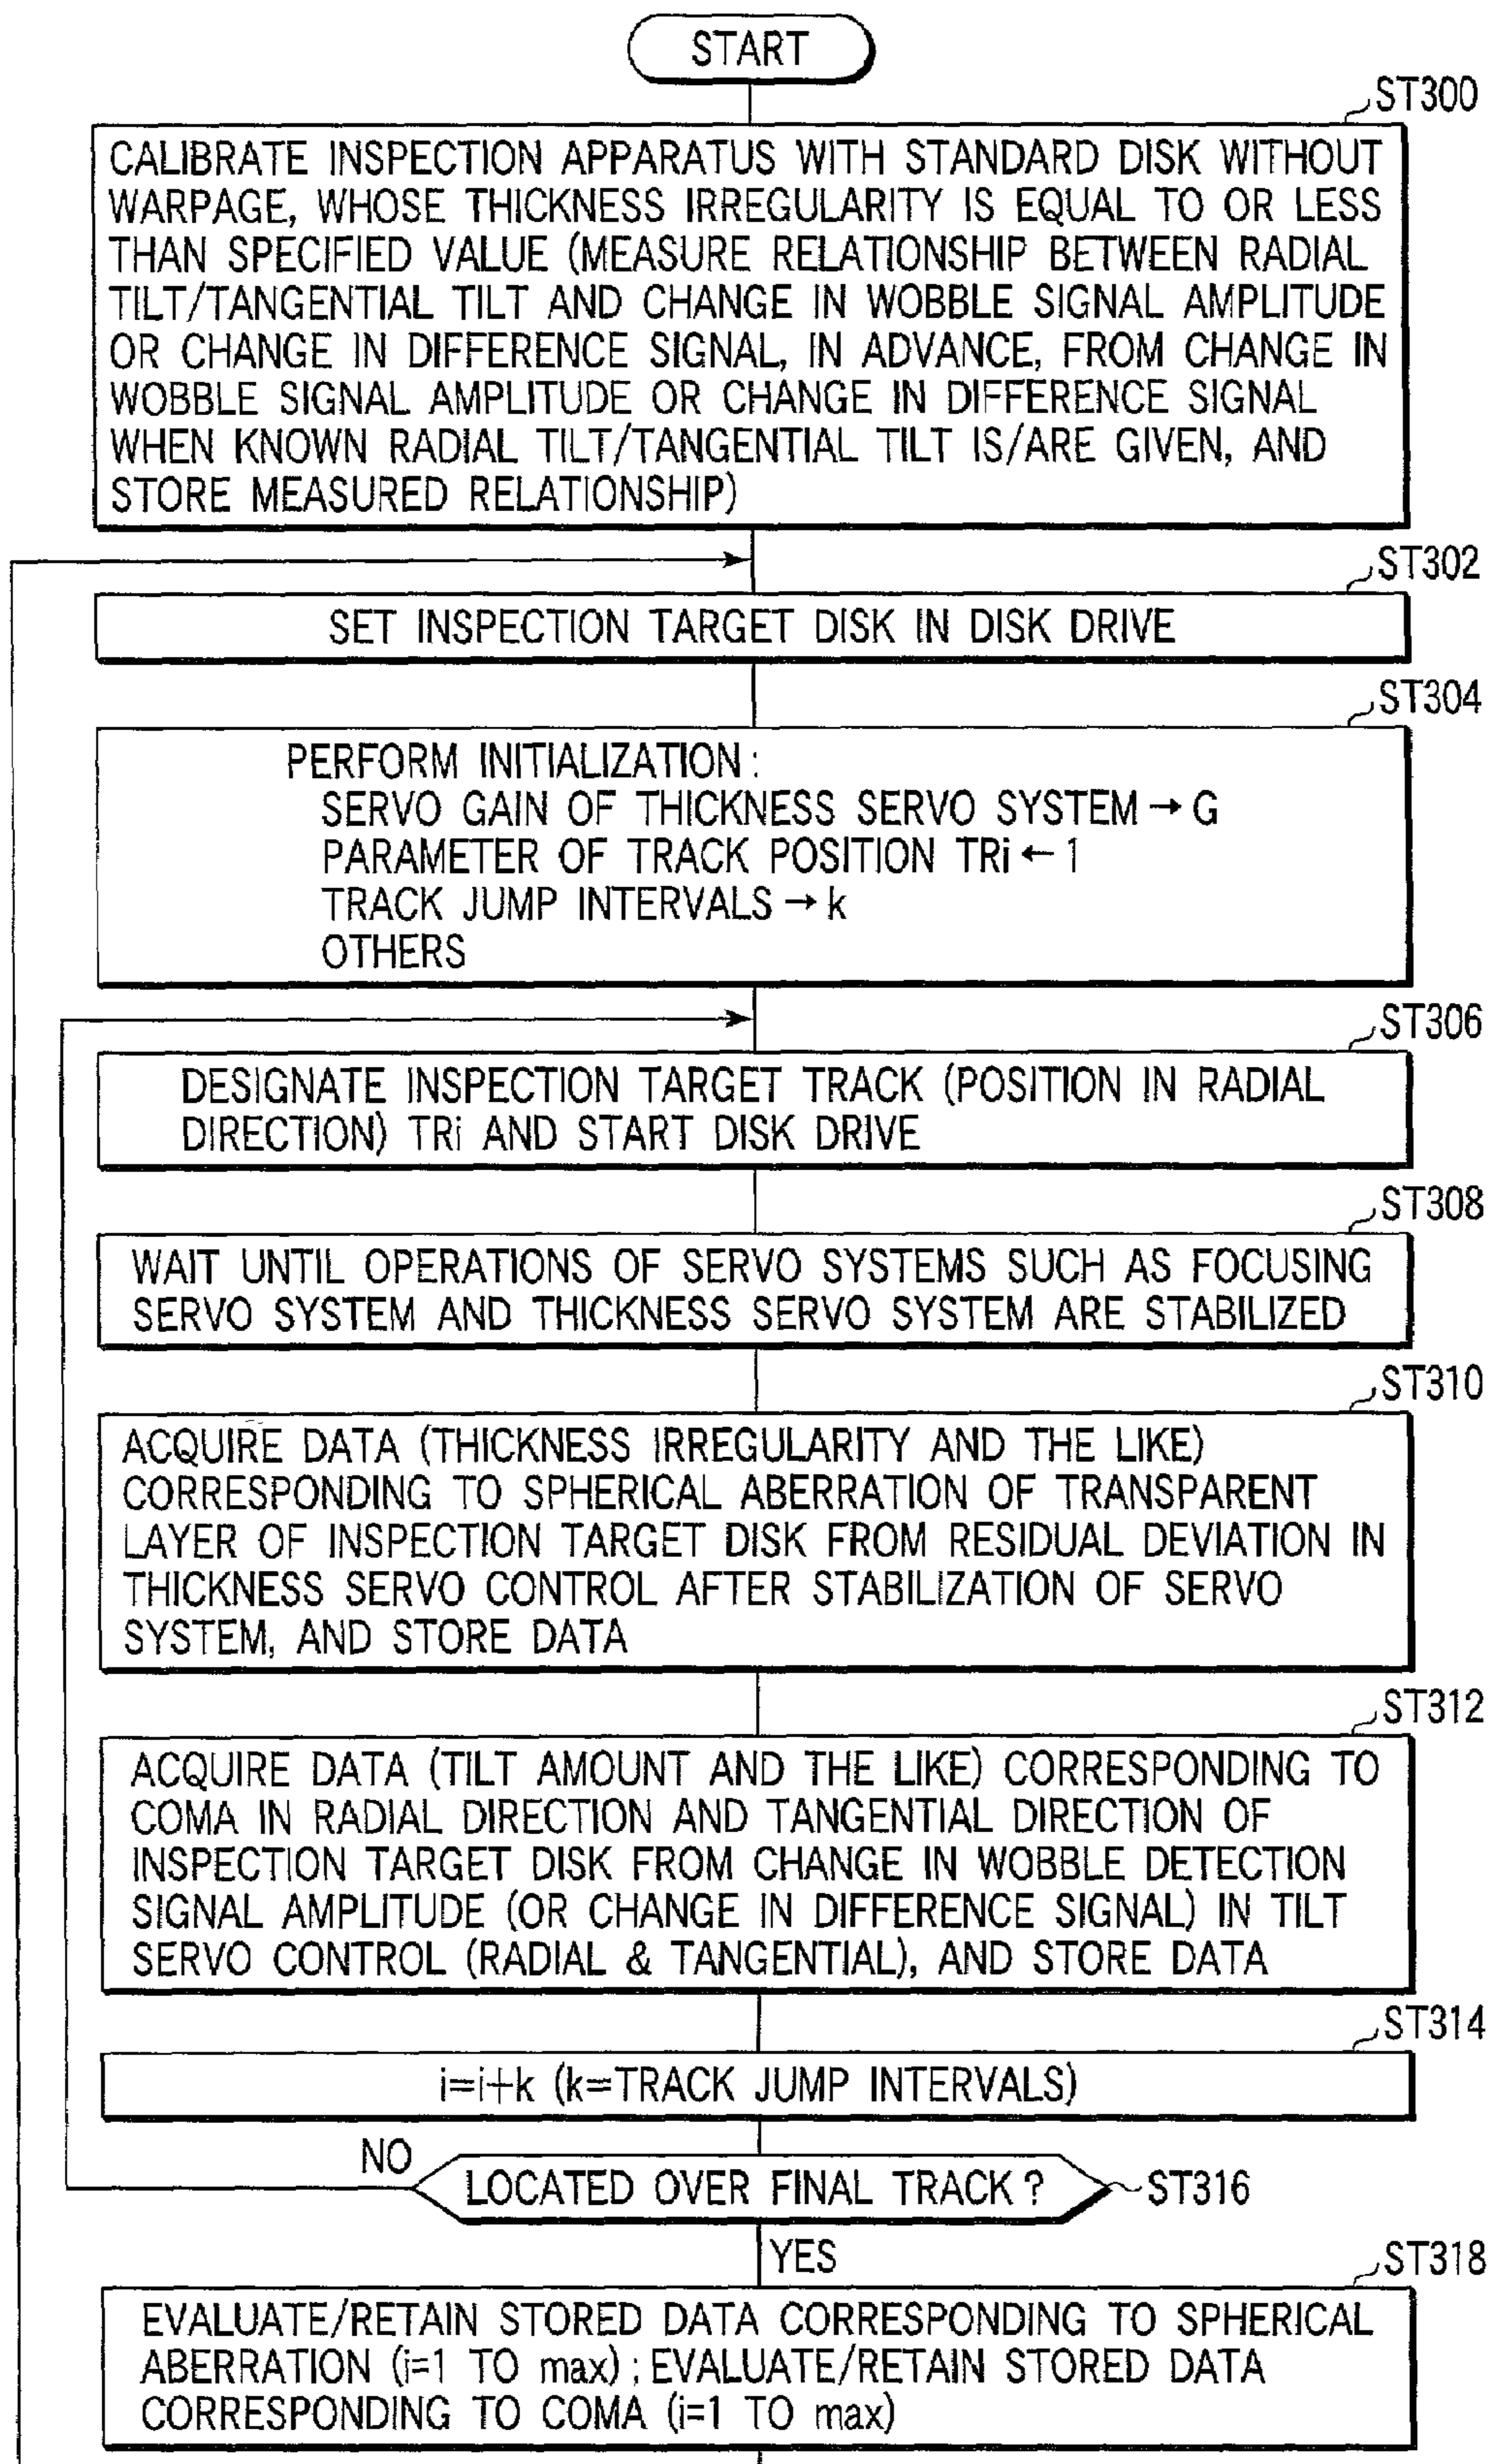 START
ST300
CALIBRATE INSPECTION APPARATUS WITH STANDARD DISK WITHOUT
WARPAGE, WHOSE THICKNESS IRREGULARITY IS EQUAL TO OR LESS
THAN SPECIFIED VALUE (MEASURE RELATIONSHIP BETWEEN RADIAL
TILT/TANGENTIAL TILT AND CHANGE IN WOBBLE SIGNAL AMPLITUDE
OR CHANGE IN DIFFERENCE SIGNAL, IN ADVANCE, FROM CHANGE IN
WOBBLE SIGNAL AMPLITUDE OR CHANGE IN DIFFERENCE SIGNAL
WHEN KNOWN RADIAL TILT/TANGENTIAL TILT IS/ARE GIVEN, AND
STORE MEASURED RELATIONSHIP)
ST302
SET INSPECTION TARGET DISK IN DISK DRIVE
ST304
PERFORM INITIALIZATION:
SERVO GAIN OF THICKNESS SERVO SYSTEM → G
PARAMETER OF TRACK POSITION TRi ← 1
TRACK JUMP INTERVALS → k
OTHERS
ST306
DESIGNATE INSPECTION TARGET TRACK (POSITION IN RADIAL
DIRECTION) TRi AND START DISK DRIVE
ST308
WAIT UNTIL OPERATIONS OF SERVO SYSTEMS SUCH AS FOCUSING
SERVO SYSTEM AND THICKNESS SERVO SYSTEM ARE STABILIZED
ST310
ACQUIRE DATA (THICKNESS IRREGULARITY AND THE LIKE)
CORRESPONDING TO SPHERICAL ABERRATION OF TRANSPARENT
LAYER OF INSPECTION TARGET DISK FROM RESIDUAL DEVIATION IN
THICKNESS SERVO CONTROL AFTER STABILIZATION OF SERVO
SYSTEM, AND STORE DATA
ST312
ACQUIRE DATA (TILT AMOUNT AND THE LIKE) CORRESPONDING TO
COMA IN RADIAL DIRECTION AND TANGENTIAL DIRECTION OF
INSPECTION TARGET DISK FROM CHANGE IN WOBBLE DETECTION
SIGNAL AMPLITUDE (OR CHANGE IN DIFFERENCE SIGNAL) IN TILT
SERVO CONTROL (RADIAL & TANGENTIAL), AND STORE DATA
ST314
i=i+k (k=TRACK JUMP INTERVALS)
NO
LOCATED OVER FINAL TRACK?
ST316
YES
ST318
EVALUATE/RETAIN STORED DATA CORRESPONDING TO SPHERICAL
ABERRATION (i=1 TO max); EVALUATE/RETAIN STORED DATA
CORRESPONDING TO COMA (i=1 TO max)